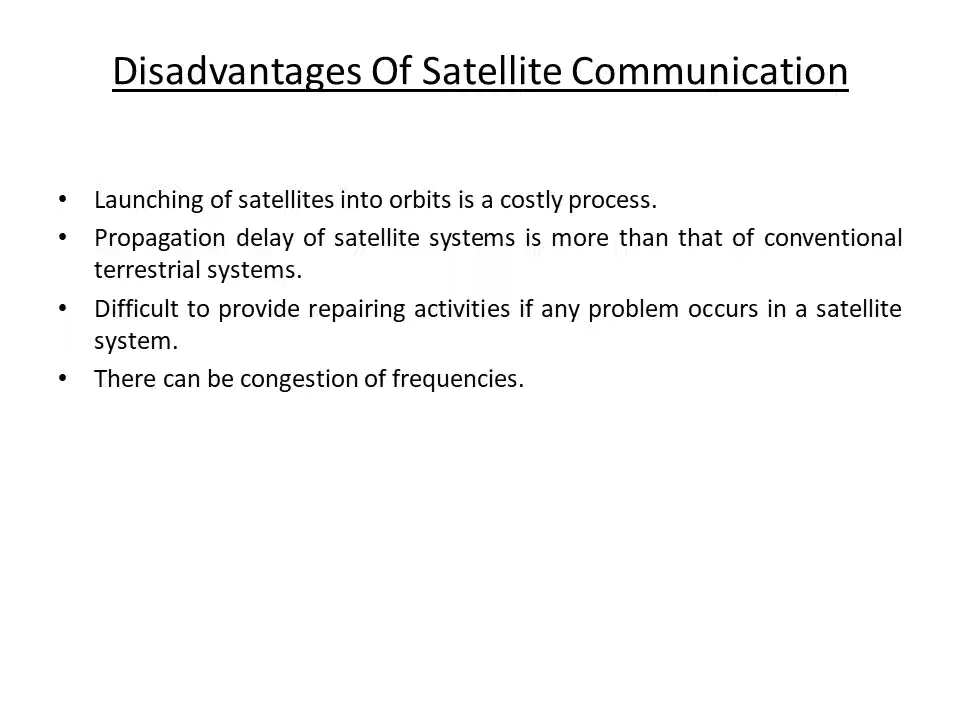 Disadvantages Of Satellite Communication
• Launching of satellites into orbits is a costly process.
• Propagation delay of satellite systems is more than that of conventional
terrestrial systems.
• Difficult to provide repairing activities if any problem occurs in a satellite
system.
• There can be congestion of frequencies.